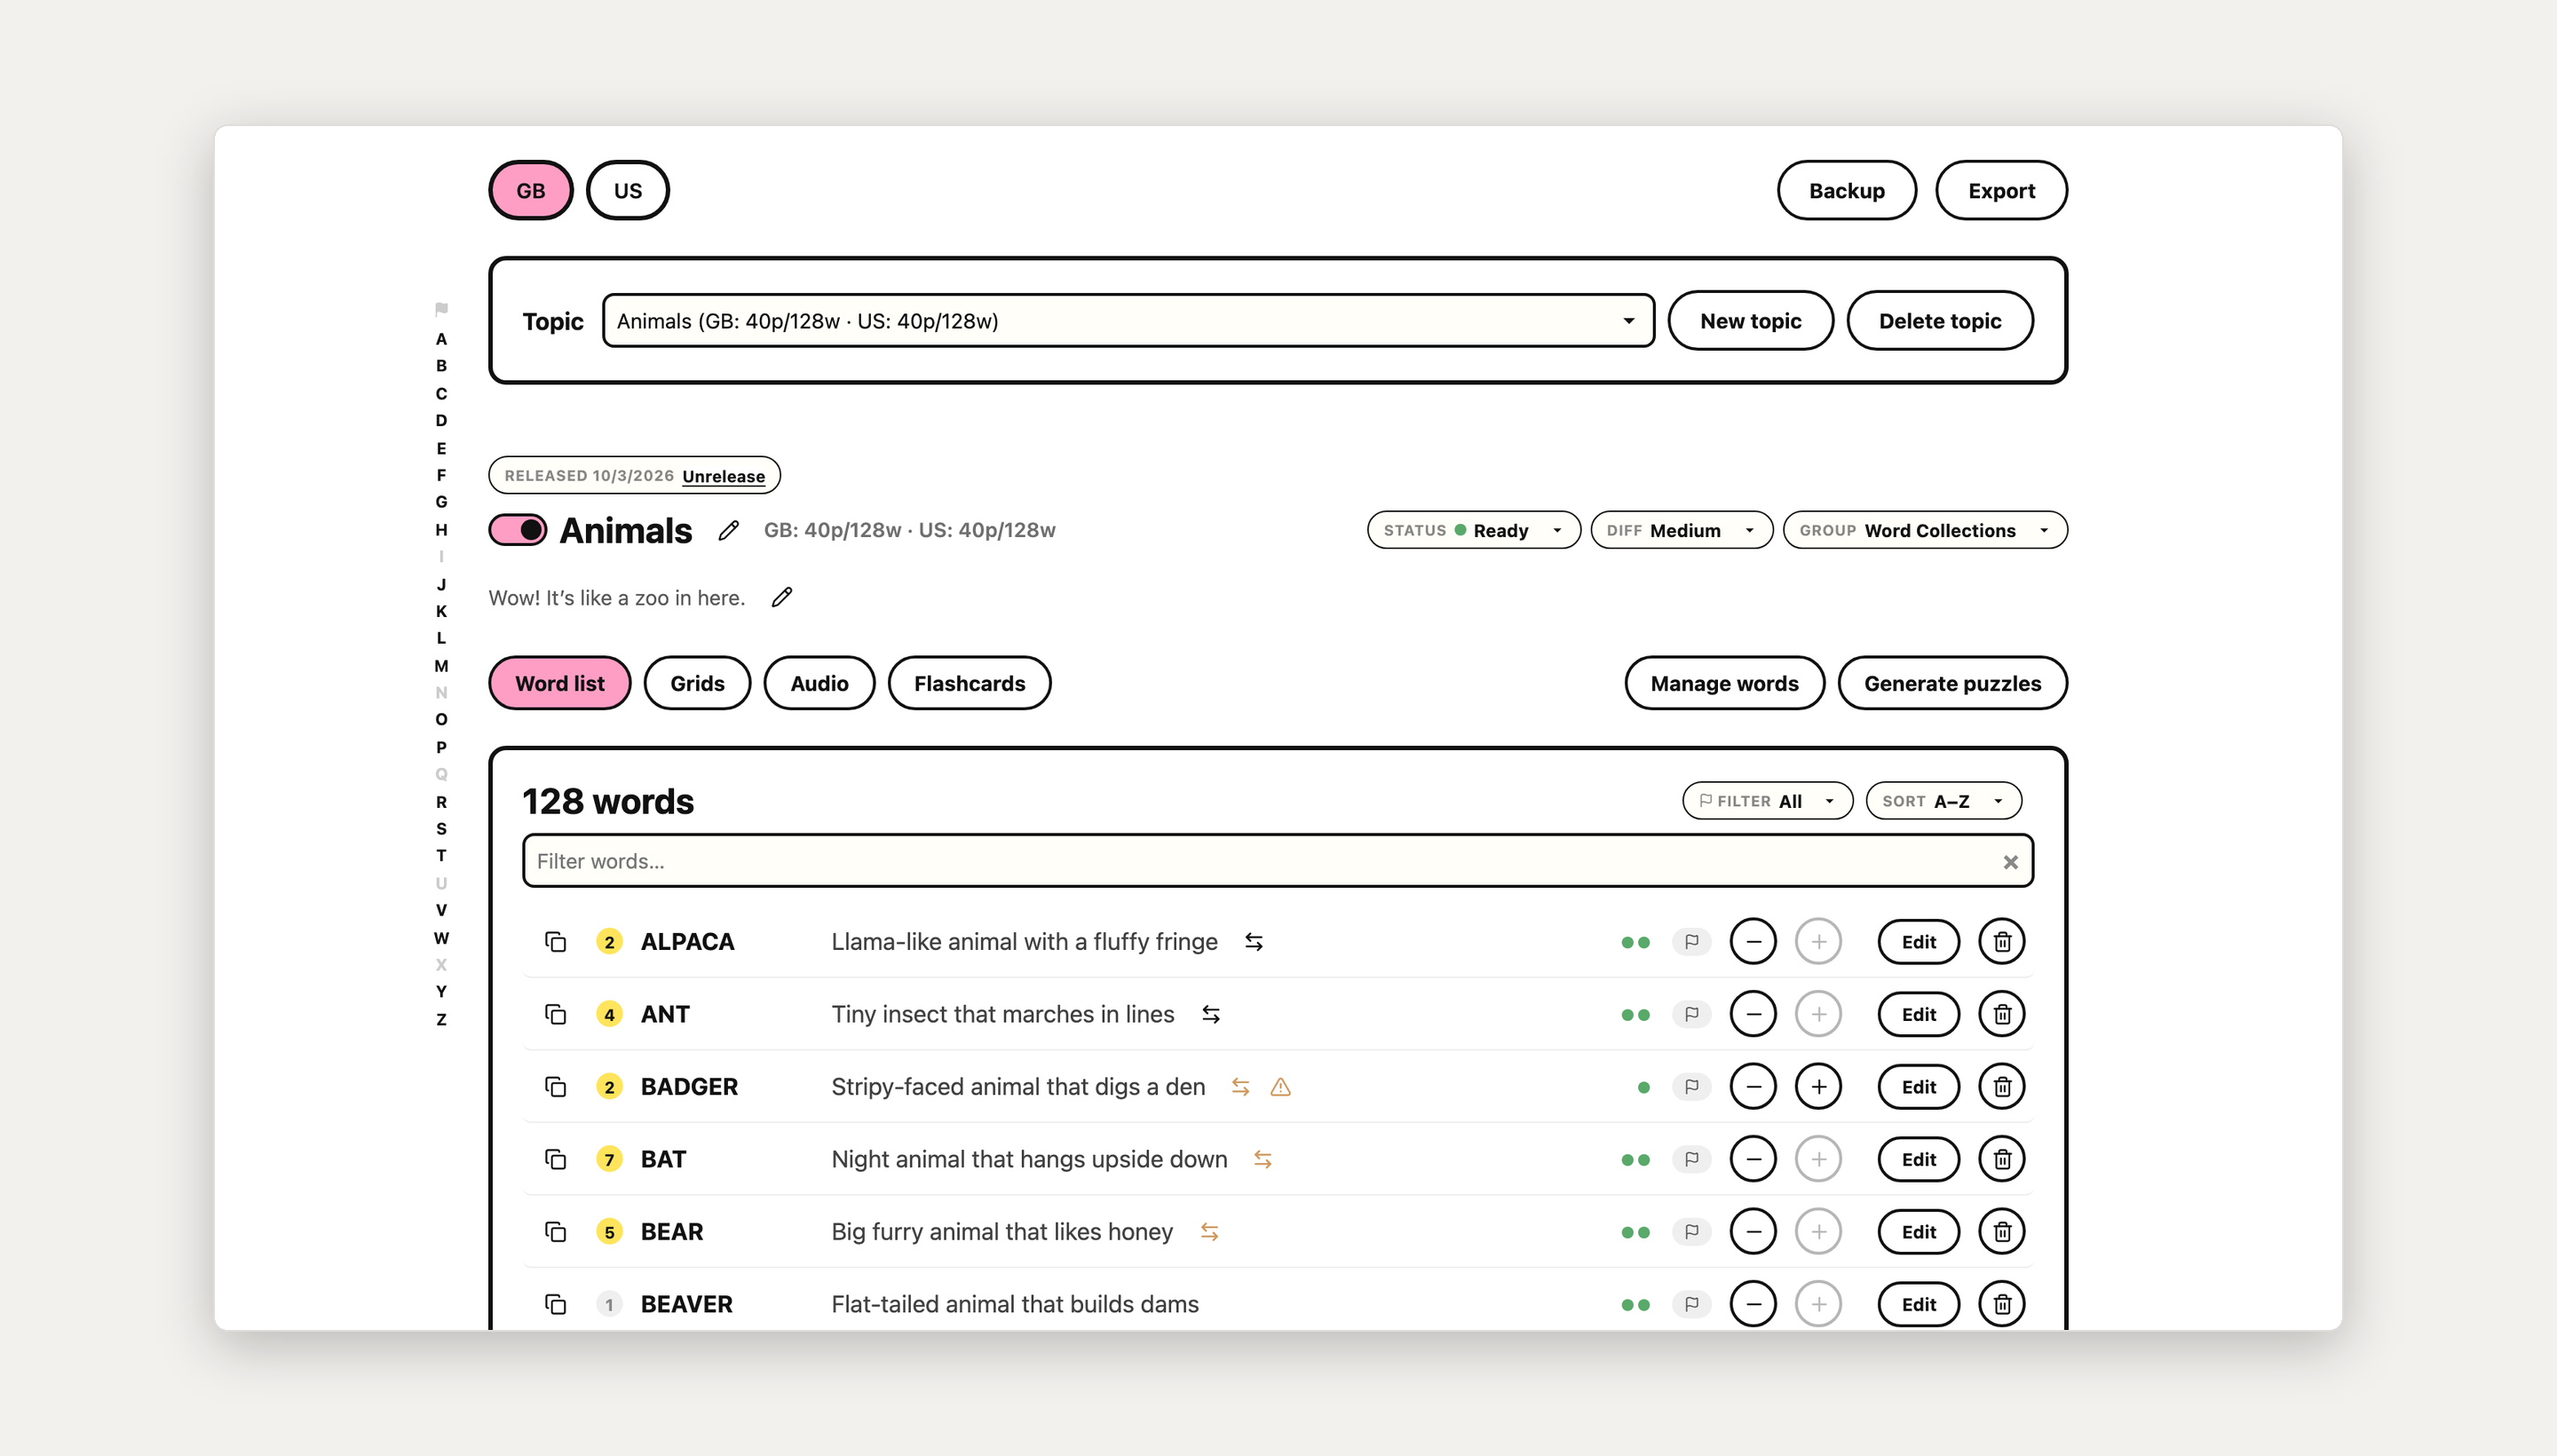 GB US Backup Export
Topic Animals (GB: 40p/128w · US: 40p/128w) New topic Delete topic
A
B
C
D
E
F
G
H
I
J
K
L
M
N
O
P
Q
R
S
T
U
V
W
X
Y
Z
RELEASED 10/3/2026 Unrelease
Animals GB: 40p/128w · US: 40p/128w STATUS Ready DIFF Medium GROUP Word Collections
Wow! It’s like a zoo in here.
Word list Grids Audio Flashcards Manage words Generate puzzles
128 words FILTER All SORT A–Z
Filter words...
2 ALPACA Llama-like animal with a fluffy fringe Edit
4 ANT Tiny insect that marches in lines Edit
2 BADGER Stripy-faced animal that digs a den Edit
7 BAT Night animal that hangs upside down Edit
5 BEAR Big furry animal that likes honey Edit
1 BEAVER Flat-tailed animal that builds dams Edit